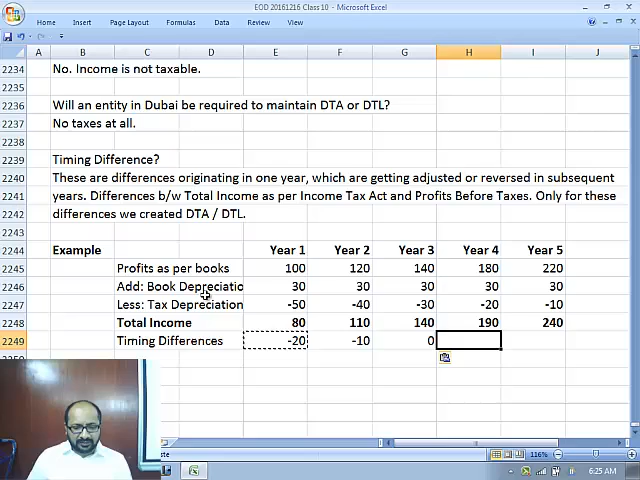 EOD 20161216 Class 10 - Microsoft Excel
Home Insert Page Layout Formulas Data Review View
A B C D E F G H I J
2234 No. Income is not taxable.
2235
2236 Will an entity in Dubai be required to maintain DTA or DTL?
2237 No taxes at all.
2238
2239 Timing Difference?
2240 These are differences originating in one year, which are getting adjusted or reversed in subsequent
2241 years. Differences b/w Total Income as per Income Tax Act and Profits Before Taxes. Only for these
2242 differences we created DTA / DTL.
2244 Example Year 1 Year 2 Year 3 Year 4 Year 5
2245 Profits as per books 100 120 140 180 220
2246 Add: Book Depreciatio 30 30 30 30 30
2247 Less: Tax Depreciation -50 -40 -30 -20 -10
2248 Total Income 80 110 140 190 240
2249 Timing Differences -20 -10 0
116%
6:25 AM